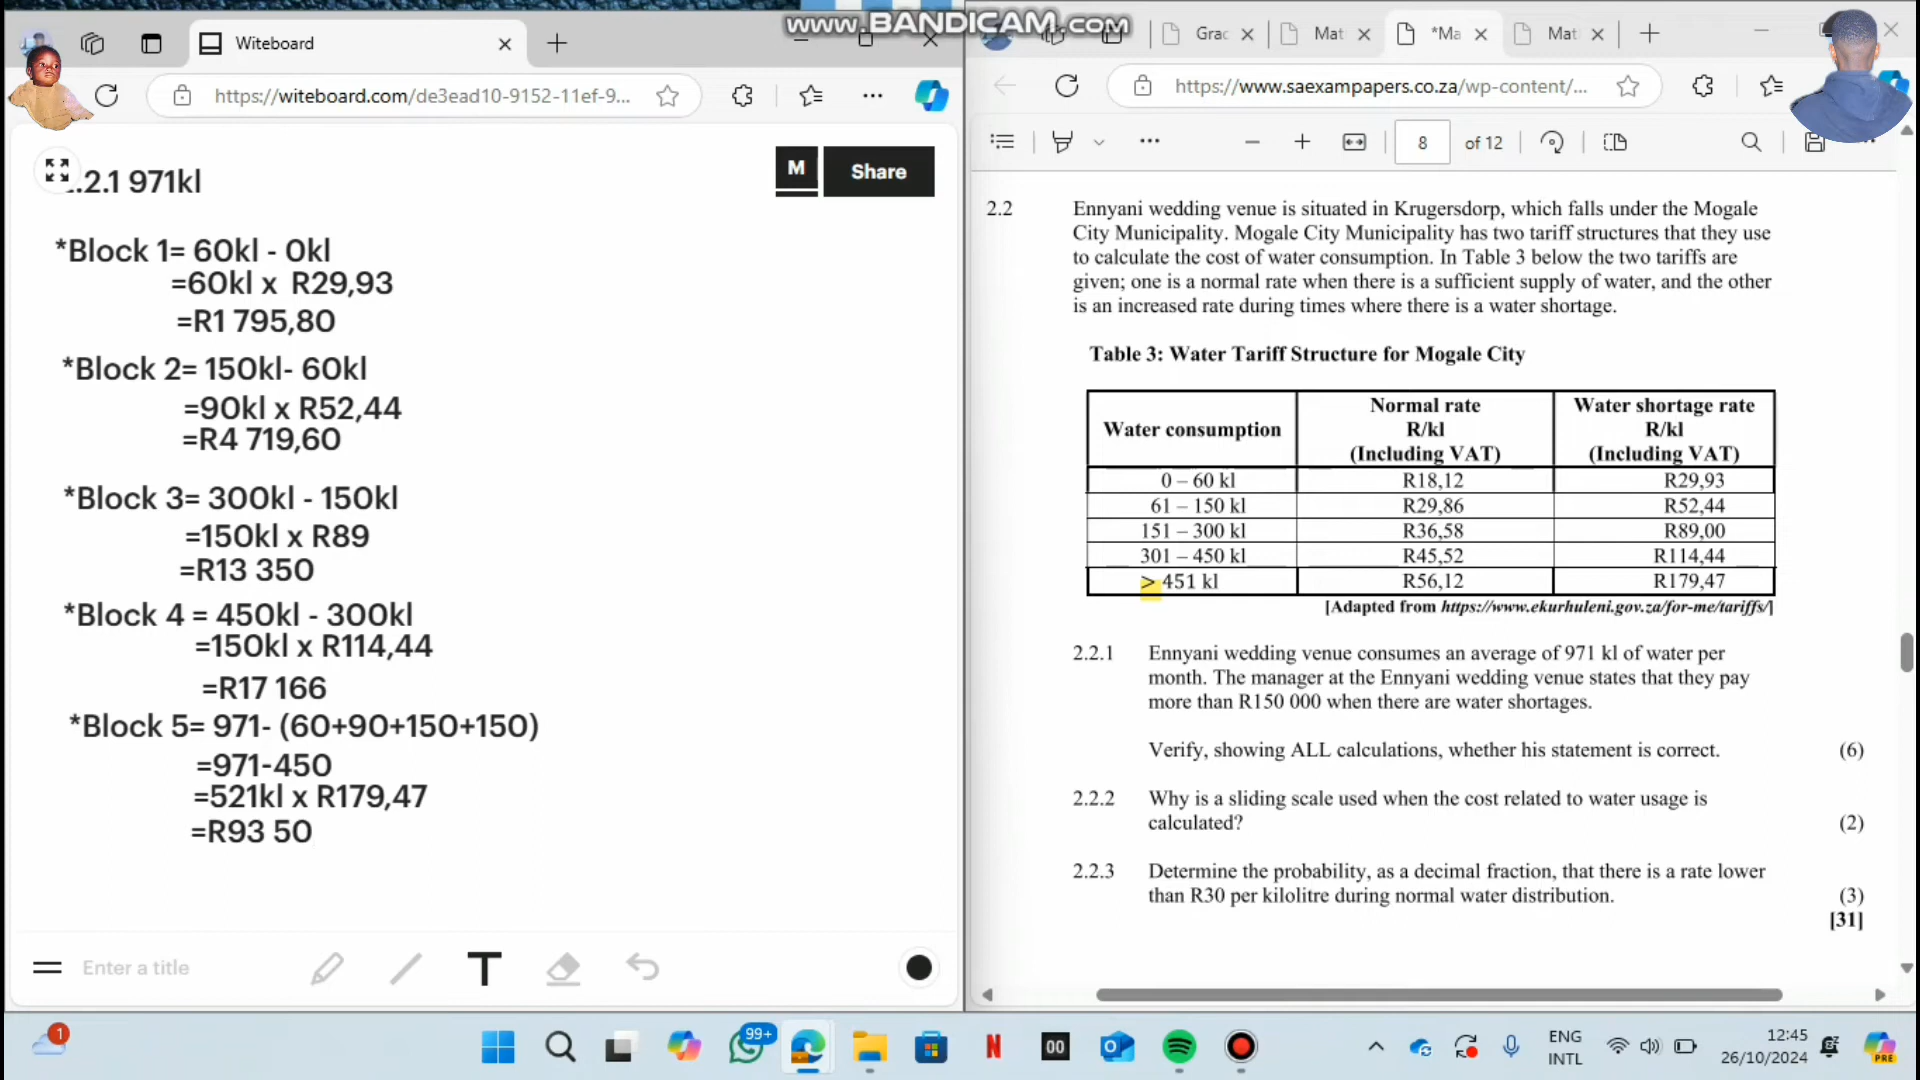 www.BANDICAM.com
Witeboard
Grac
Mat
*Ma
Mat
https://witeboard.com/de3ead10-9152-11ef-9...
https://www.saexampapers.co.za/wp-content/...
8 of 12
.2.1 971kl
M
Share
*Block 1= 60kl - 0kl
=60kl x R29,93
=R1 795,80
*Block 2= 150kl- 60kl
=90kl x R52,44
=R4 719,60
*Block 3= 300kl - 150kl
=150kl x R89
=R13 350
*Block 4 = 450kl - 300kl
=150kl x R114,44
=R17 166
*Block 5= 971- (60+90+150+150)
=971-450
=521kl x R179,47
=R93 50
Enter a title
T
2.2 Ennyani wedding venue is situated in Krugersdorp, which falls under the Mogale
City Municipality. Mogale City Municipality has two tariff structures that they use
to calculate the cost of water consumption. In Table 3 below the two tariffs are
given; one is a normal rate when there is a sufficient supply of water, and the other
is an increased rate during times where there is a water shortage.
Table 3: Water Tariff Structure for Mogale City
Water consumption
Normal rate
R/kl
(Including VAT)
Water shortage rate
R/kl
(Including VAT)
0 – 60 kl R18,12 R29,93
61 – 150 kl R29,86 R52,44
151 – 300 kl R36,58 R89,00
301 – 450 kl R45,52 R114,44
> 451 kl R56,12 R179,47
[Adapted from https://www.ekurhuleni.gov.za/for-me/tariffs/]
2.2.1 Ennyani wedding venue consumes an average of 971 kl of water per
month. The manager at the Ennyani wedding venue states that they pay
more than R150 000 when there are water shortages.
Verify, showing ALL calculations, whether his statement is correct. (6)
2.2.2 Why is a sliding scale used when the cost related to water usage is
calculated? (2)
2.2.3 Determine the probability, as a decimal fraction, that there is a rate lower
than R30 per kilolitre during normal water distribution. (3)
[31]
1
99+
N
ENG
INTL
12:45
26/10/2024
PRE